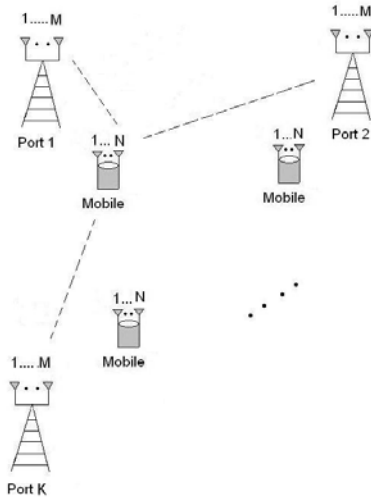 1.....M
1.....M
Port 1
1... N
Mobile
1...N
Port 2
Mobile
1...N
Mobile
1.....M
Port K